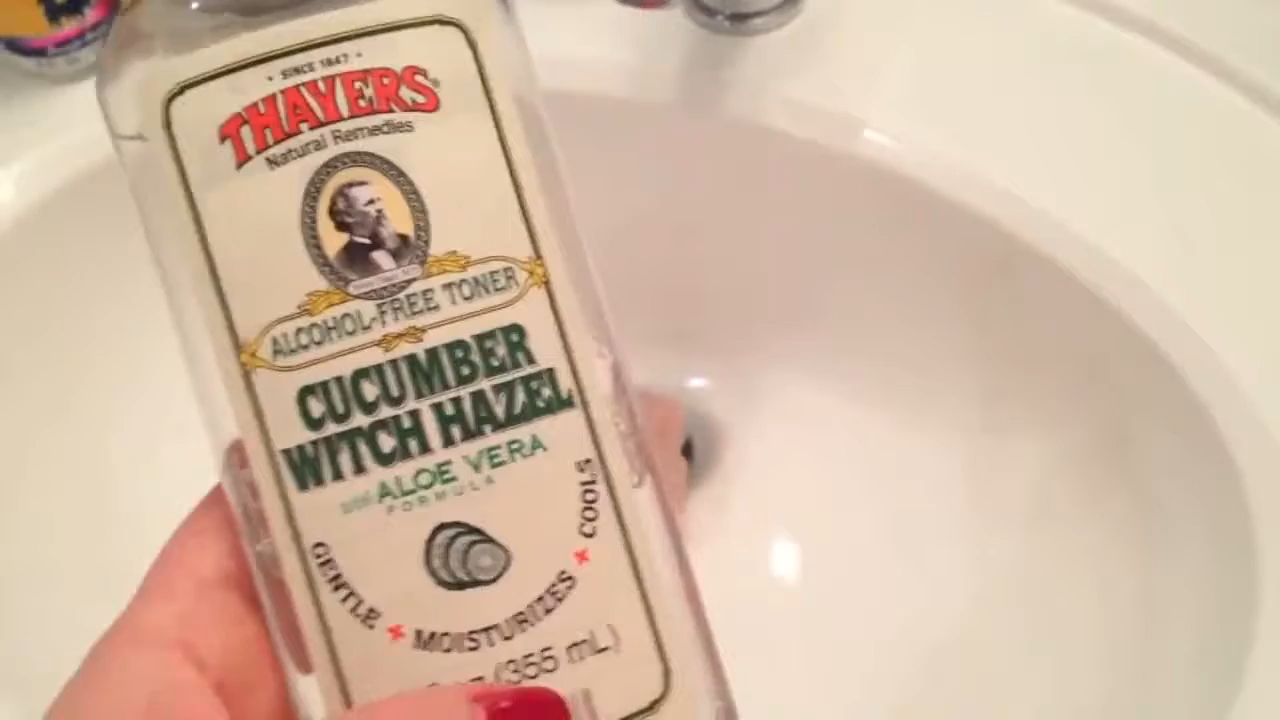 • SINCE 1847 •
THAYERS®
Natural Remedies
ALCOHOL-FREE TONER
CUCUMBER
WITCH HAZEL
with ALOE VERA
FORMULA
GENTLE * MOISTURIZES * COOLS
(355 mL)